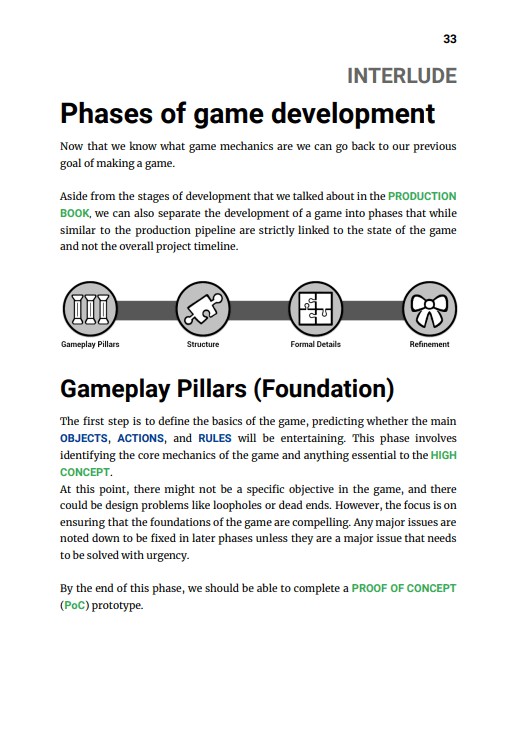 33
INTERLUDE
Phases of game development
Now that we know what game mechanics are we can go back to our previous
goal of making a game.
Aside from the stages of development that we talked about in the PRODUCTION
BOOK, we can also separate the development of a game into phases that while
similar to the production pipeline are strictly linked to the state of the game
and not the overall project timeline.
Gameplay Pillars
Structure
Formal Details
Refinement
Gameplay Pillars (Foundation)
The first step is to define the basics of the game, predicting whether the main
OBJECTS, ACTIONS, and RULES will be entertaining. This phase involves
identifying the core mechanics of the game and anything essential to the HIGH
CONCEPT.
At this point, there might not be a specific objective in the game, and there
could be design problems like loopholes or dead ends. However, the focus is on
ensuring that the foundations of the game are compelling. Any major issues are
noted down to be fixed in later phases unless they are a major issue that needs
to be solved with urgency.
By the end of this phase, we should be able to complete a PROOF OF CONCEPT
(PoC) prototype.